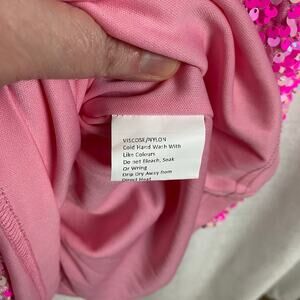 VISCOSE/NYLON
Cold Hand Wash With
Like Colours
Do not Bleach, Soak
Or Wring
Drip Dry Away from
Direct Heat